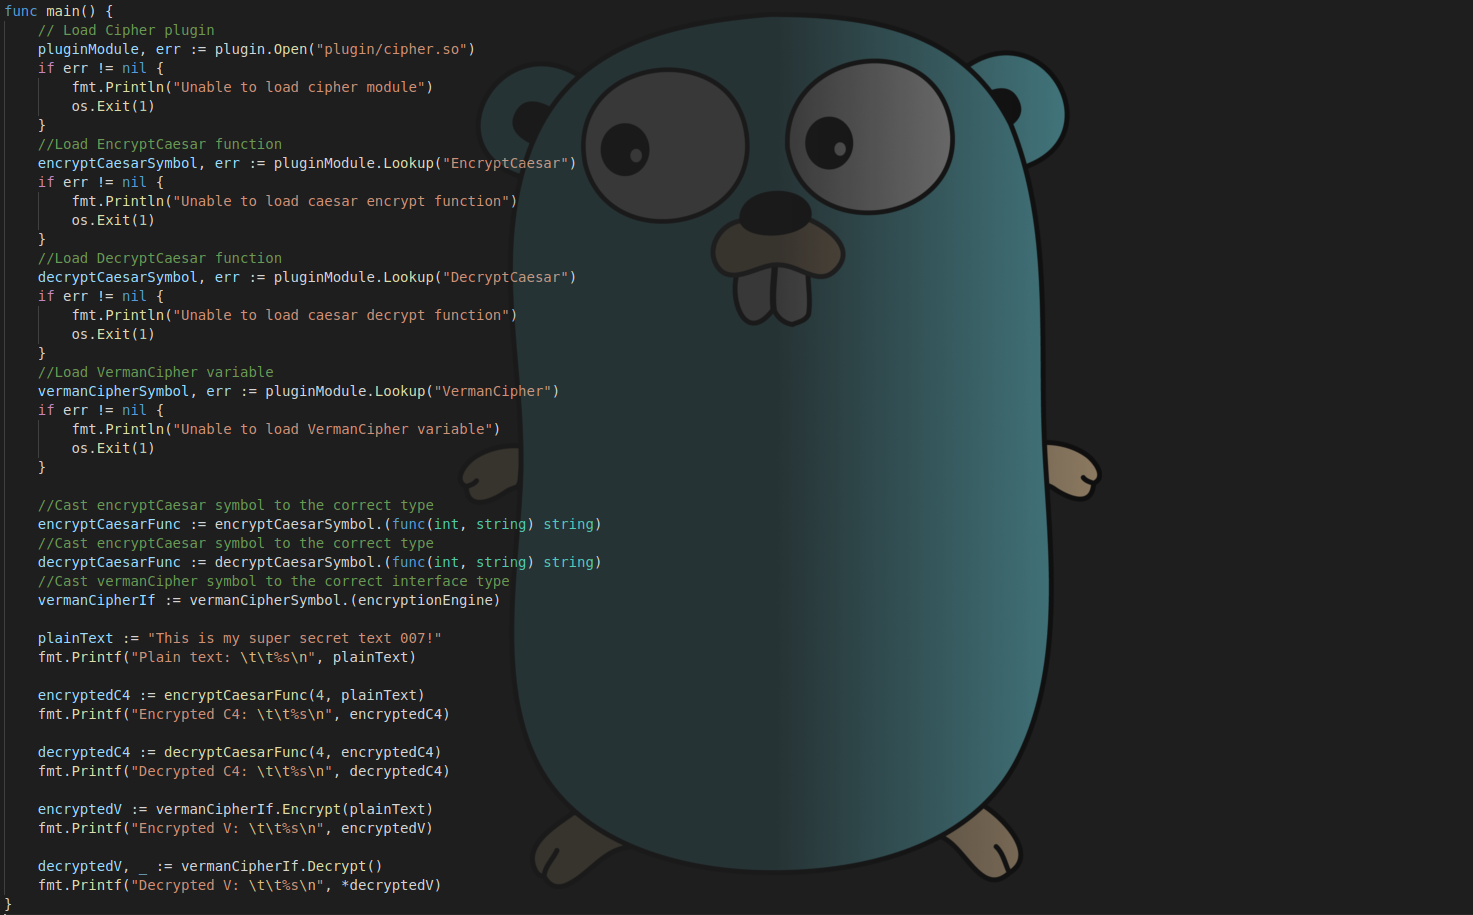 func main() {
    // Load Cipher plugin
    pluginModule, err := plugin.Open("plugin/cipher.so")
    if err != nil {
        fmt.Println("Unable to load cipher module")
        os.Exit(1)
    }
    //Load EncryptCaesar function
    encryptCaesarSymbol, err := pluginModule.Lookup("EncryptCaesar")
    if err != nil {
        fmt.Println("Unable to load caesar encrypt function")
        os.Exit(1)
    }
    //Load DecryptCaesar function
    decryptCaesarSymbol, err := pluginModule.Lookup("DecryptCaesar")
    if err != nil {
        fmt.Println("Unable to load caesar decrypt function")
        os.Exit(1)
    }
    //Load VermanCipher variable
    vermanCipherSymbol, err := pluginModule.Lookup("VermanCipher")
    if err != nil {
        fmt.Println("Unable to load VermanCipher variable")
        os.Exit(1)
    }

    //Cast encryptCaesar symbol to the correct type
    encryptCaesarFunc := encryptCaesarSymbol.(func(int, string) string)
    //Cast encryptCaesar symbol to the correct type
    decryptCaesarFunc := decryptCaesarSymbol.(func(int, string) string)
    //Cast vermanCipher symbol to the correct interface type
    vermanCipherIf := vermanCipherSymbol.(encryptionEngine)

    plainText := "This is my super secret text 007!"
    fmt.Printf("Plain text: \t\t%s\n", plainText)

    encryptedC4 := encryptCaesarFunc(4, plainText)
    fmt.Printf("Encrypted C4: \t\t%s\n", encryptedC4)

    decryptedC4 := decryptCaesarFunc(4, encryptedC4)
    fmt.Printf("Decrypted C4: \t\t%s\n", decryptedC4)

    encryptedV := vermanCipherIf.Encrypt(plainText)
    fmt.Printf("Encrypted V: \t\t%s\n", encryptedV)

    decryptedV, _ := vermanCipherIf.Decrypt()
    fmt.Printf("Decrypted V: \t\t%s\n", *decryptedV)
}